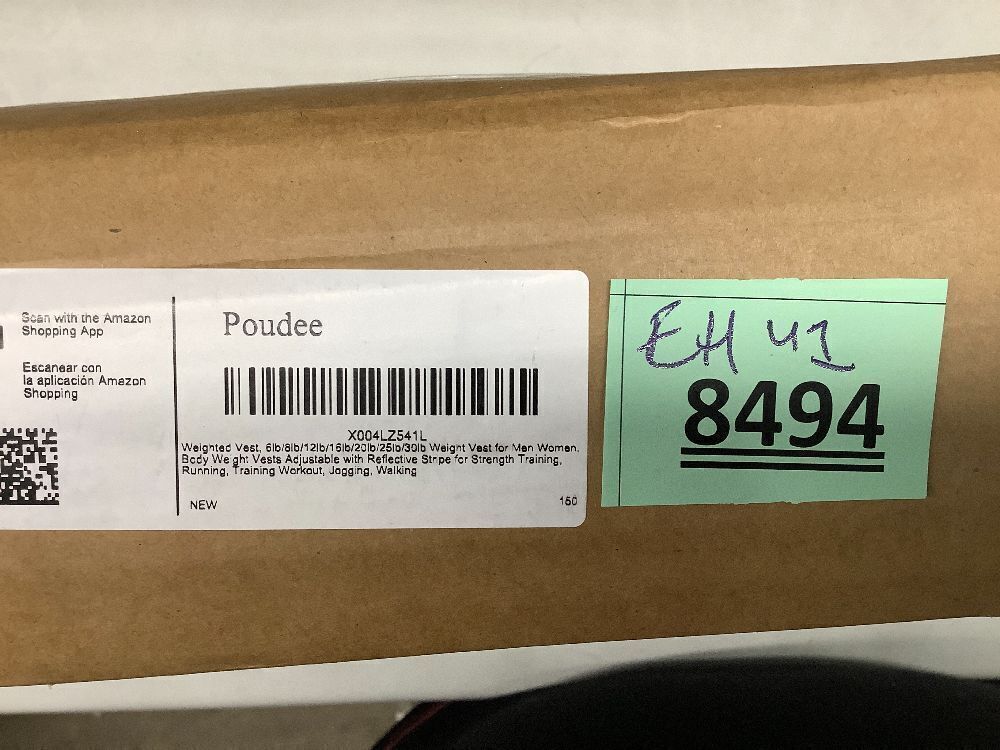 Scan with the Amazon
Shopping App
Escanear con
la aplicación Amazon
Shopping
Poudee
X004LZ541L
Weighted Vest, 6lb/8lb/12lb/16lb/20lb/25lb/30lb Weight Vest for Men Women,
Body Weight Vests Adjustable with Reflective Stripe for Strength Training,
Running, Training Workout, Jogging, Walking
NEW
150
EH 41
8494